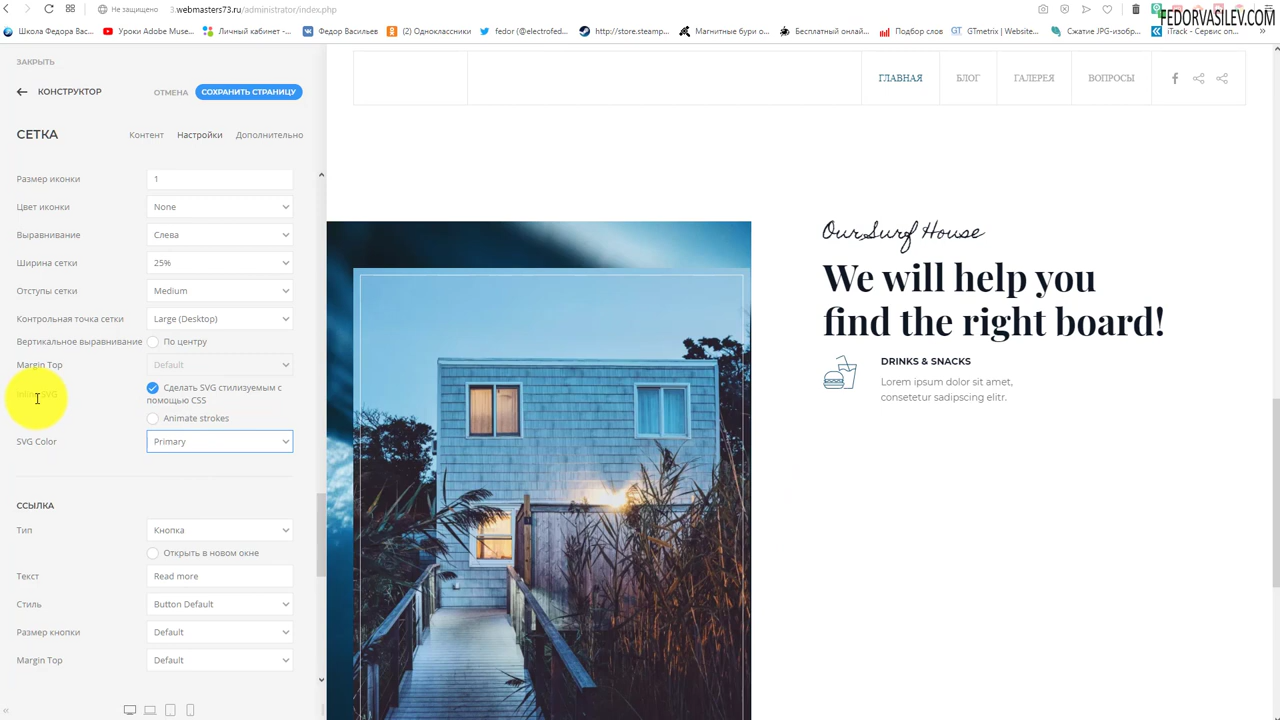 Не защищено
3.webmasters73.ru/administrator/index.php
FEDORVASILEV.COM
Школа Федора Вас...
Уроки Adobe Muse...
Личный кабинет -...
Федор Васильев
(2) Одноклассники
fedor (@electrofed...
http://store.steamp...
Магнитные бури о...
Бесплатный онлай...
Подбор слов
GTmetrix | Website...
Сжатие JPG-изобр...
iTrack - Сервис оп...
ЗАКРЫТЬ
КОНСТРУКТОР
ОТМЕНА
СОХРАНИТЬ СТРАНИЦУ
СЕТКА
Контент
Настройки
Дополнительно
Размер иконки
1
Цвет иконки
None
Выравнивание
Слева
Ширина сетки
25%
Отступы сетки
Medium
Контрольная точка сетки
Large (Desktop)
Вертикальное выравнивание
По центру
Margin Top
Default
SVG
Сделать SVG стилизуемым с
помощью CSS
Animate strokes
SVG Color
Primary
ССЫЛКА
Тип
Кнопка
Открыть в новом окне
Текст
Read more
Стиль
Button Default
Размер кнопки
Default
Margin Top
Default
ГЛАВНАЯ
БЛОГ
ГАЛЕРЕЯ
ВОПРОСЫ
Our Surf House
We will help you
find the right board!
DRINKS & SNACKS
Lorem ipsum dolor sit amet,
consetetur sadipscing elitr.